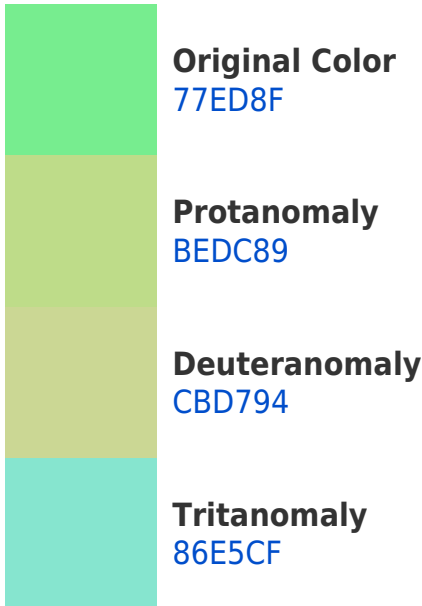 Original Color
77ED8F
Protanomaly
BEDC89
Deuteranomaly
CBD794
Tritanomaly
86E5CF